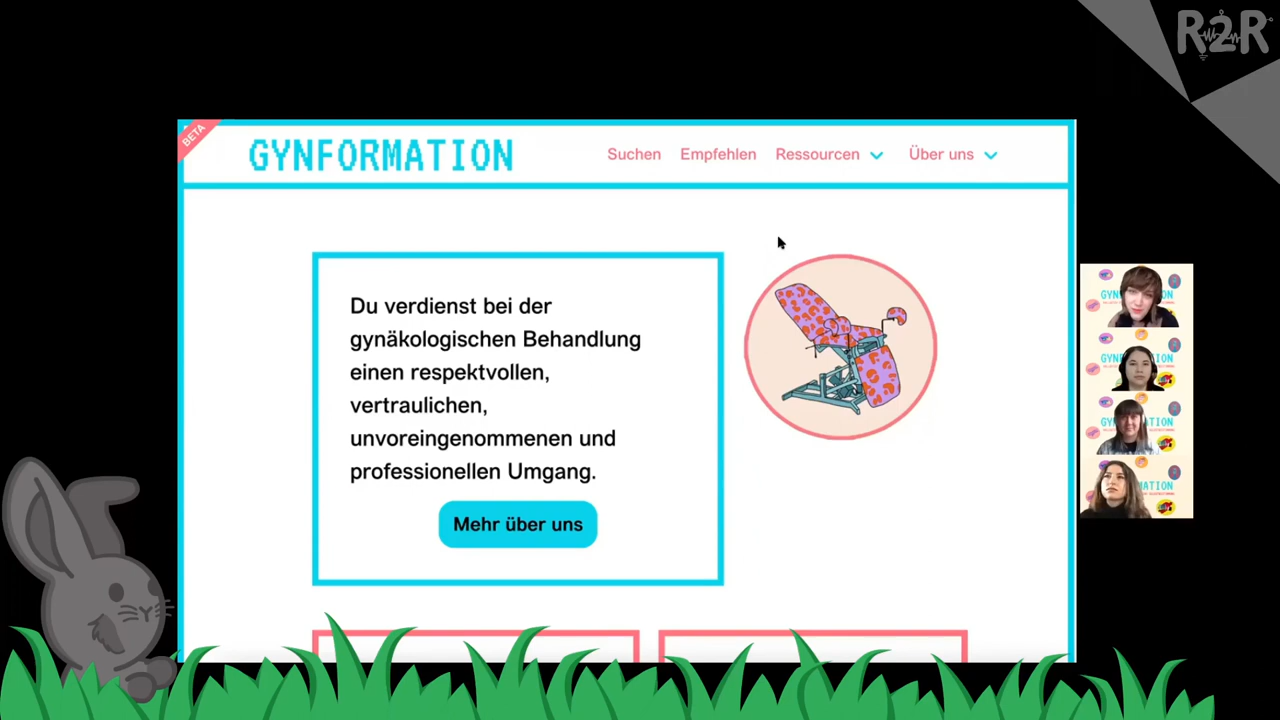 R2R
BETA
GYNFORMATION
Suchen Empfehlen Ressourcen Über uns
Du verdienst bei der
gynäkologischen Behandlung
einen respektvollen,
vertraulichen,
unvoreingenommenen und
professionellen Umgang.
Mehr über uns